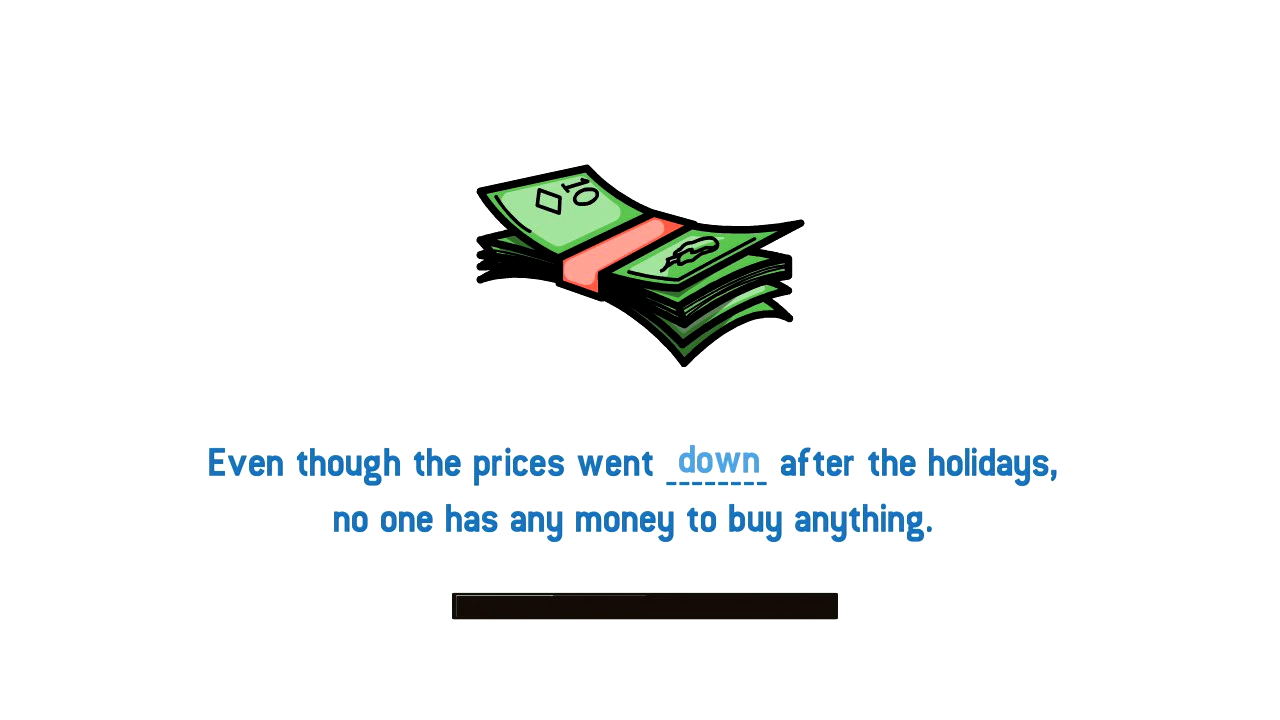 10
Even though the prices went down after the holidays,
no one has any money to buy anything.